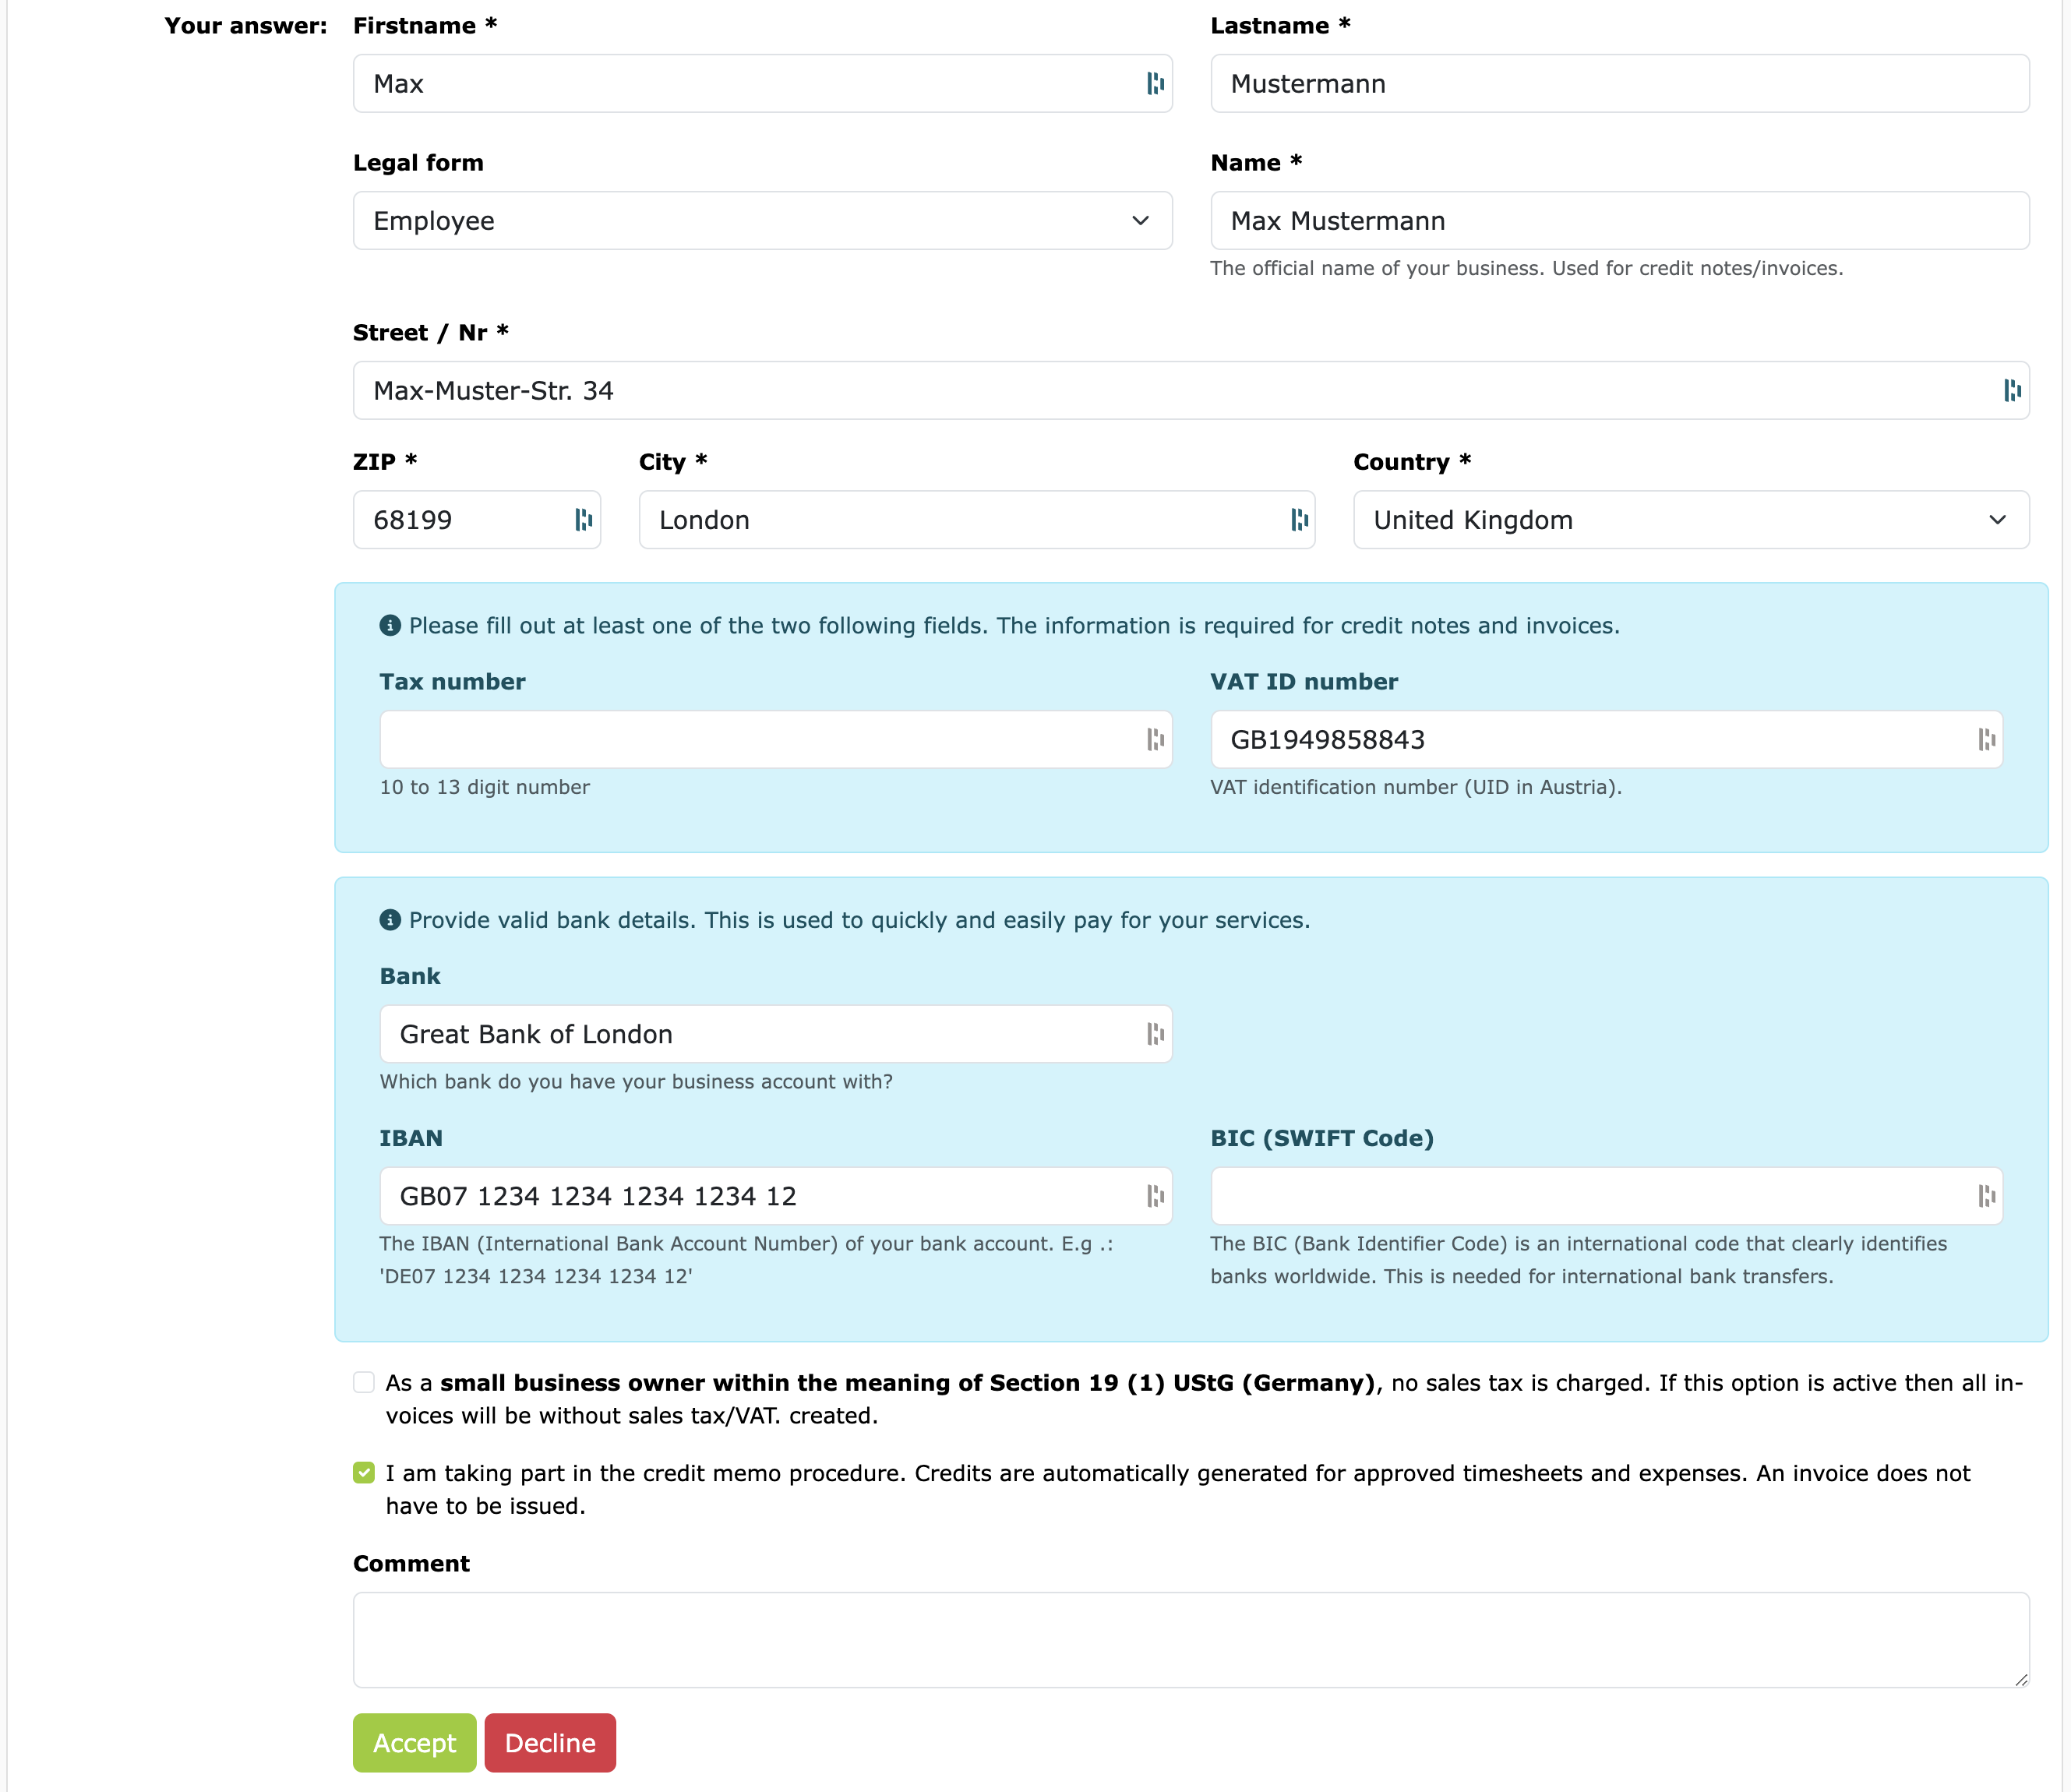 Your answer:
Firstname *
Lastname *
Max
Mustermann
Legal form
Name *
Employee
Max Mustermann
The official name of your business. Used for credit notes/invoices.
Street / Nr *
Max-Muster-Str. 34
ZIP *
City *
Country *
68199
London
United Kingdom
Please fill out at least one of the two following fields. The information is required for credit notes and invoices.
Tax number
VAT ID number
GB1949858843
10 to 13 digit number
VAT identification number (UID in Austria).
Provide valid bank details. This is used to quickly and easily pay for your services.
Bank
Great Bank of London
Which bank do you have your business account with?
IBAN
BIC (SWIFT Code)
GB07 1234 1234 1234 1234 12
The IBAN (International Bank Account Number) of your bank account. E.g .:
'DE07 1234 1234 1234 1234 12'
The BIC (Bank Identifier Code) is an international code that clearly identifies
banks worldwide. This is needed for international bank transfers.
As a small business owner within the meaning of Section 19 (1) UStG (Germany), no sales tax is charged. If this option is active then all in-
voices will be without sales tax/VAT. created.
I am taking part in the credit memo procedure. Credits are automatically generated for approved timesheets and expenses. An invoice does not
have to be issued.
Comment
Accept
Decline